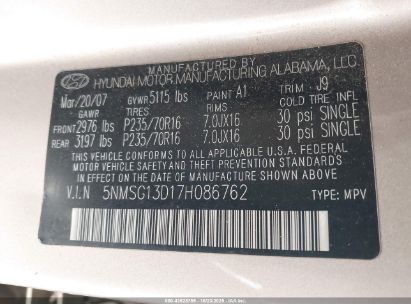 MANUFACTURED BY
HYUNDAI MOTOR MANUFACTURING ALABAMA, LLC
Mar/20/07 GVWR 5115 lbs PAINT A1 TRIM : J9
GAWR TIRE RIMS COLD TIRE INF
FRONT 2976 lbs P235/70R16 7.0JX16 30 psi SINGLE
REAR 3197 lbs P235/70R16 7.0JX16 30 psi SINGLE
THIS VEHICLE CONFORMS TO ALL APPLICABLE U.S.A. FEDERAL
MOTOR VEHICLE SAFETY AND THEFT PREVENTION STANDARDS
IN EFFECT ON THE DATE OF MANUFACTURE SHOWN ABOVE.
V.I.N 5NMSG13D17H086762 TYPE: MPV